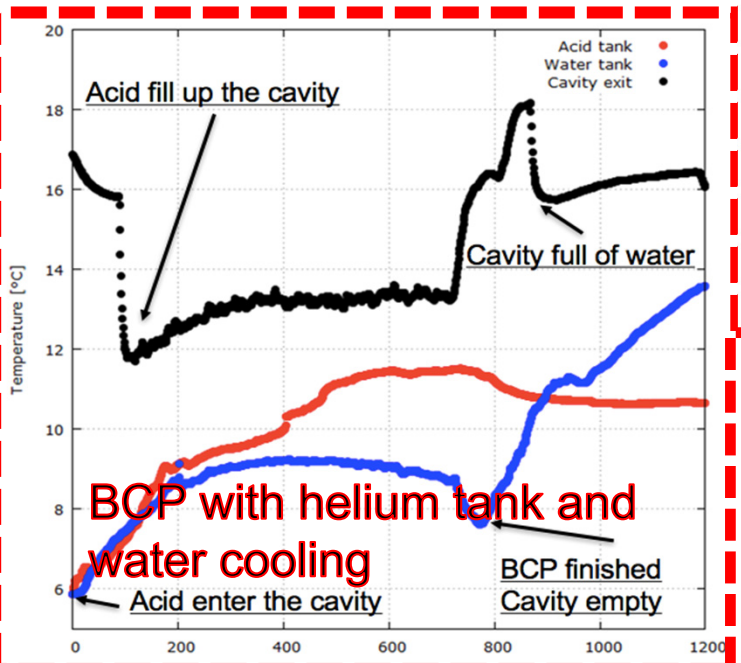 20
Acid tank
Water tank
Cavity exit
Acid fill up the cavity
18
16
Cavity full of water
14
Temperature [°C]
12
10
8
BCP with helium tank and
water cooling
BCP finished
Cavity empty
6
Acid enter the cavity
0 200 400 600 800 1000 1200